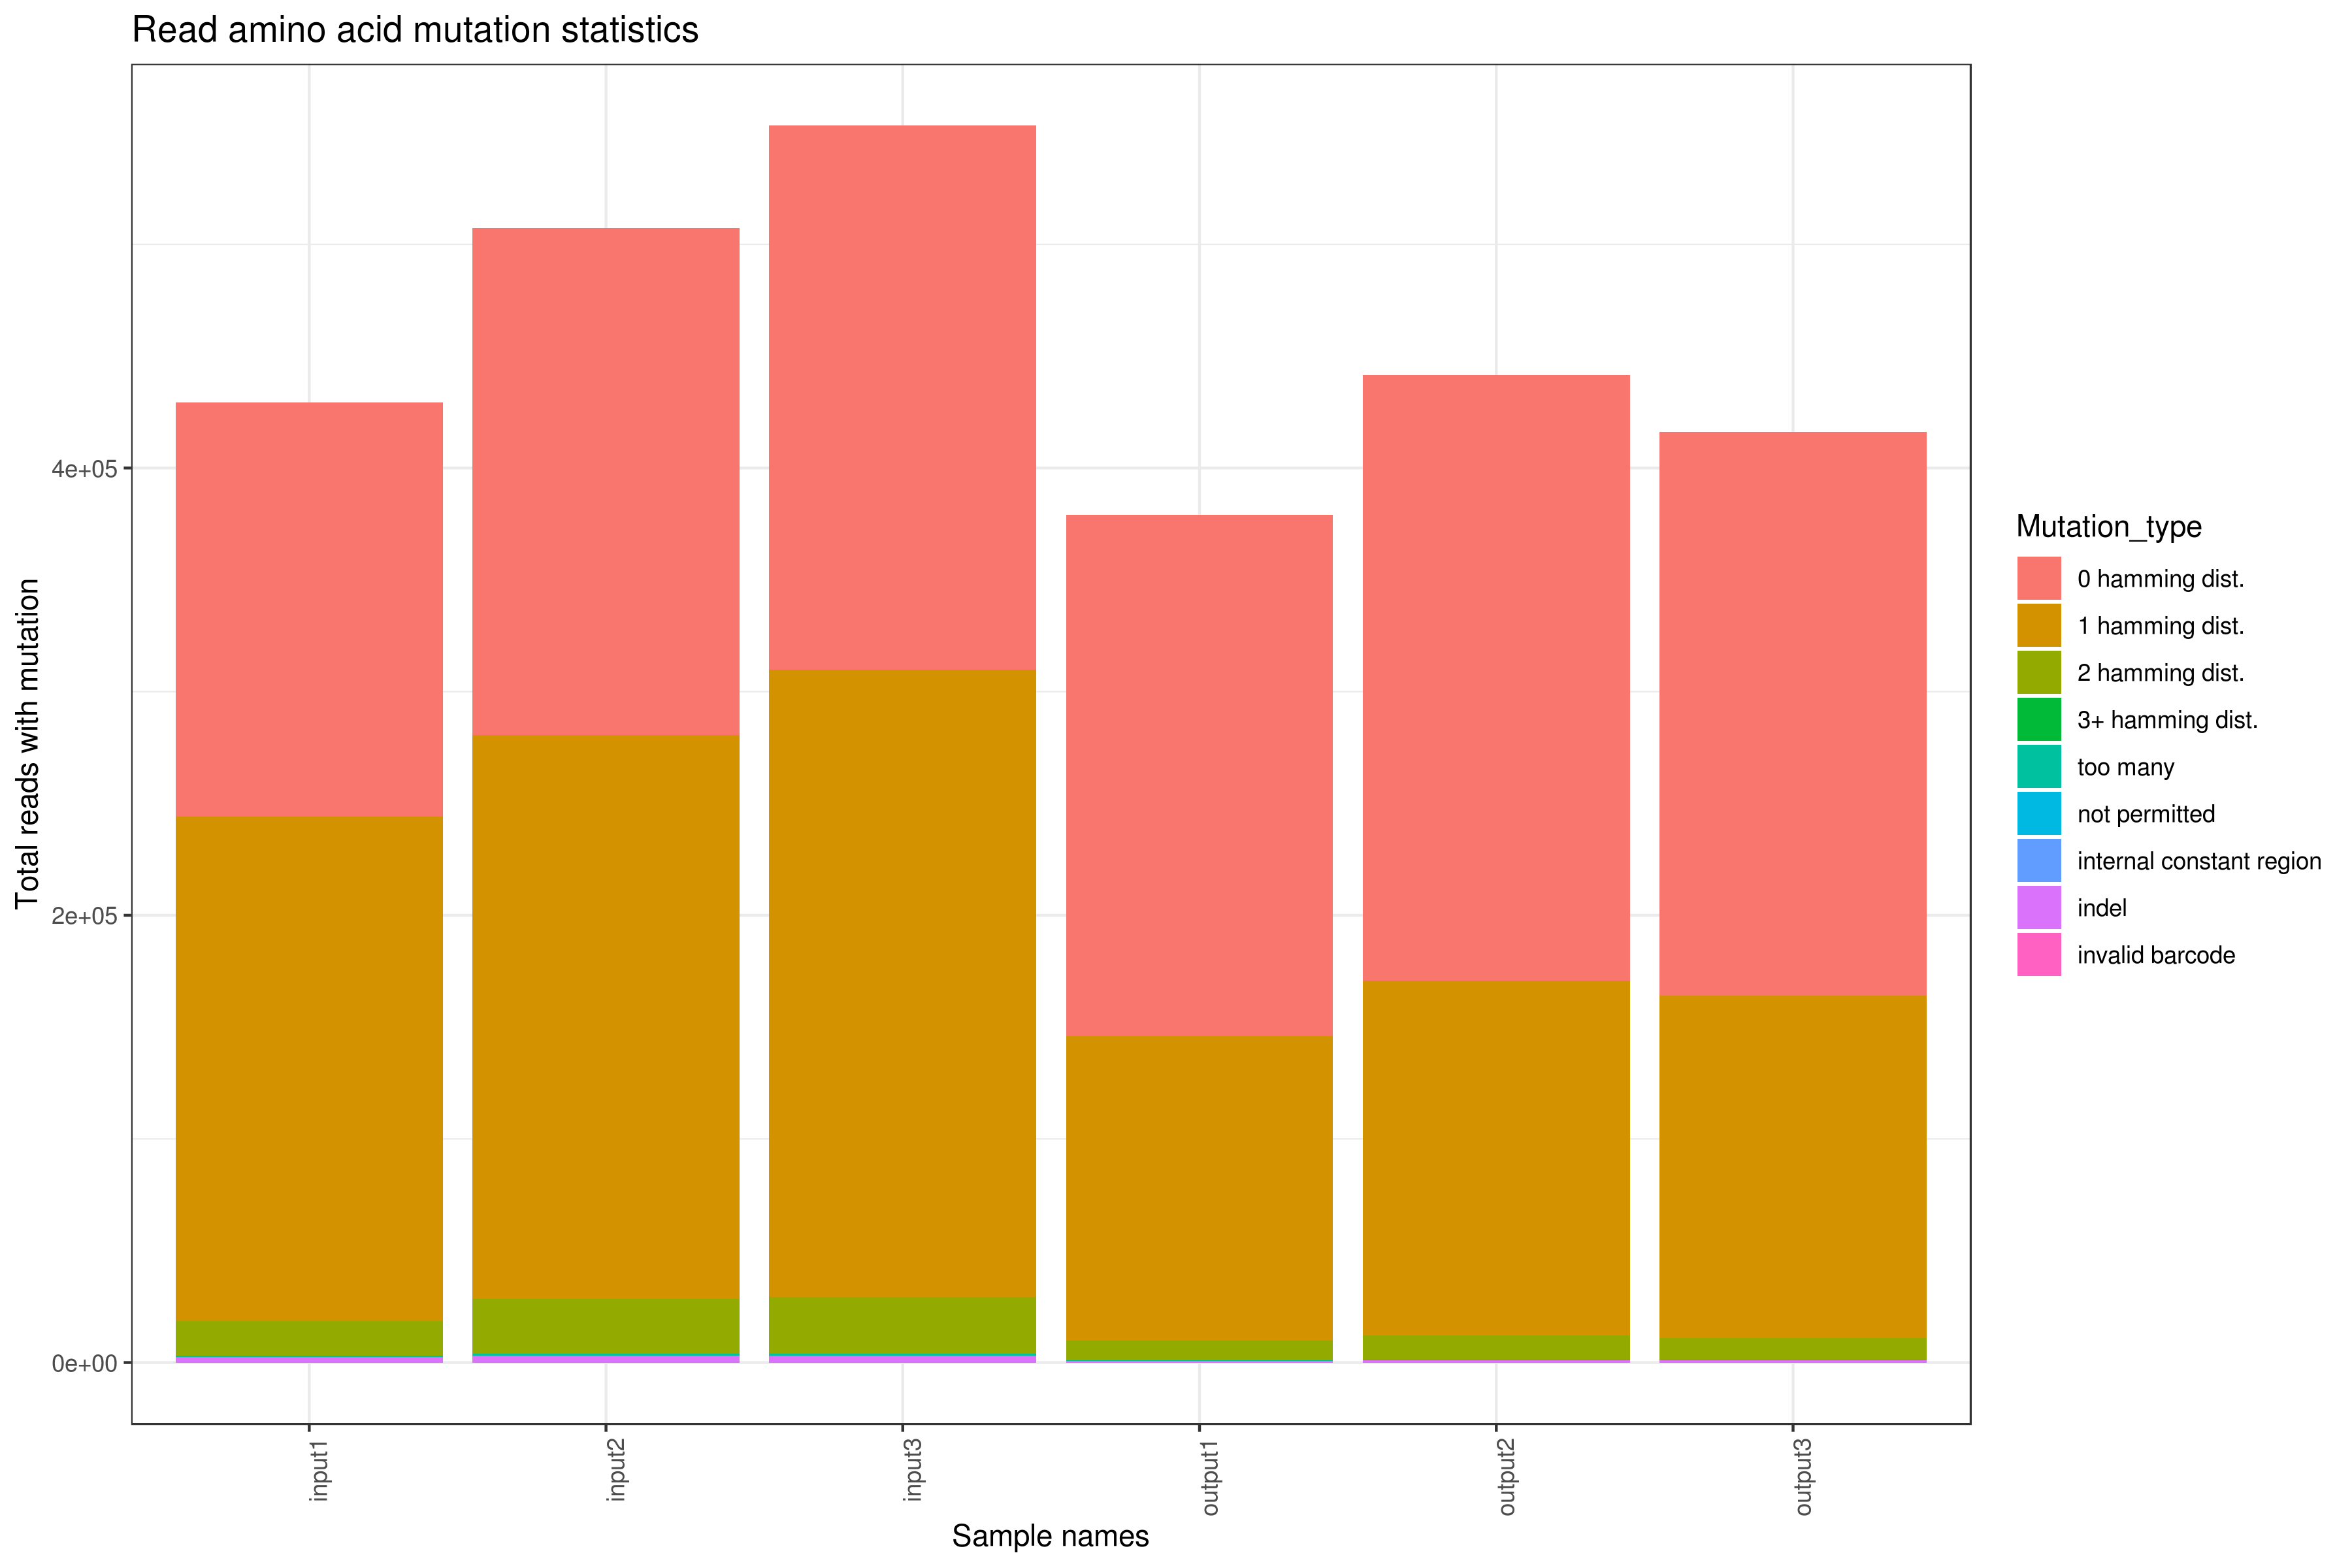 Read amino acid mutation statistics
Total reads with mutation
4e+05
2e+05
0e+00
input1
input2
input3
output1
output2
output3
Sample names
Mutation_type
0 hamming dist.
1 hamming dist.
2 hamming dist.
3+ hamming dist.
too many
not permitted
internal constant region
indel
invalid barcode